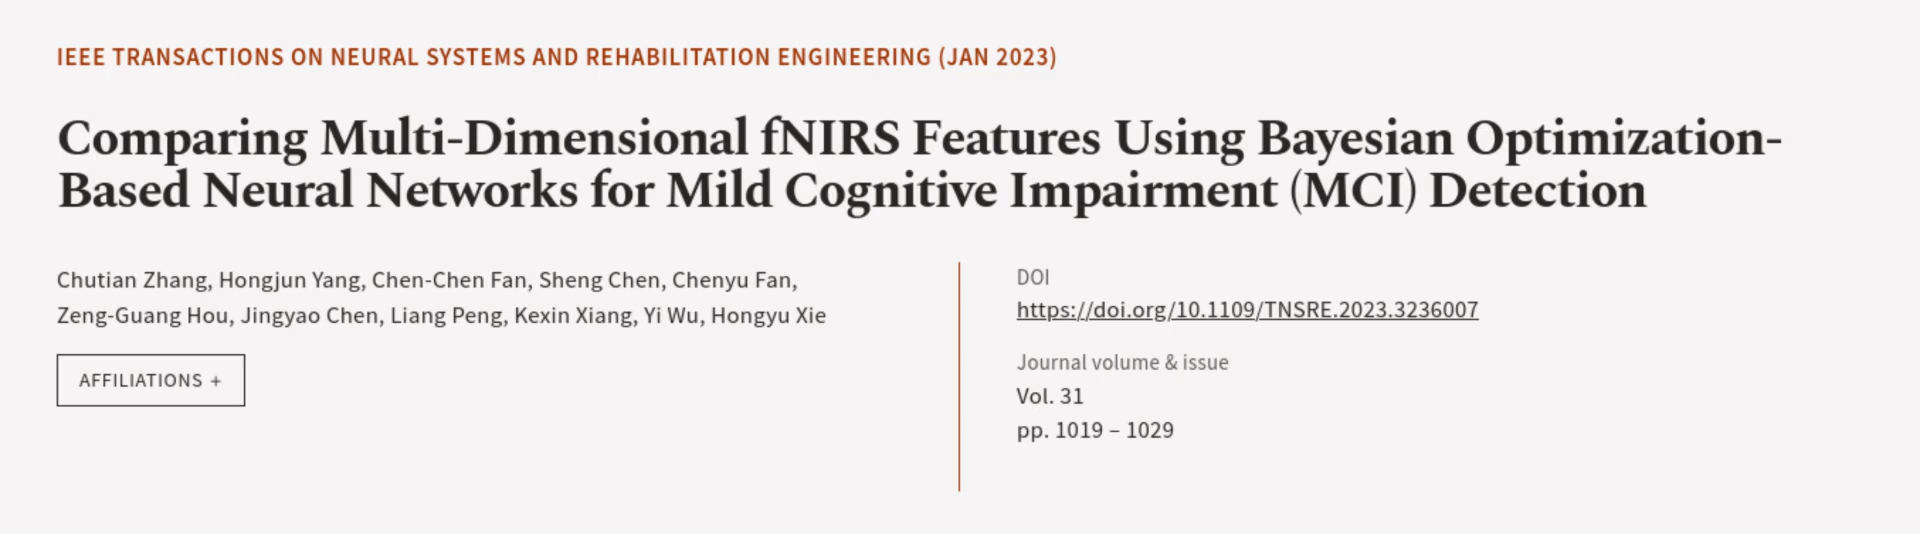 IEEE TRANSACTIONS ON NEURAL SYSTEMS AND REHABILITATION ENGINEERING (JAN 2023)
Comparing Multi-Dimensional fNIRS Features Using Bayesian Optimization-
Based Neural Networks for Mild Cognitive Impairment (MCI) Detection
Chutian Zhang, Hongjun Yang, Chen-Chen Fan, Sheng Chen, Chenyu Fan,
Zeng-Guang Hou, Jingyao Chen, Liang Peng, Kexin Xiang, Yi Wu, Hongyu Xie
AFFILIATIONS +
DOI
https://doi.org/10.1109/TNSRE.2023.3236007
Journal volume & issue
Vol. 31
pp. 1019 – 1029